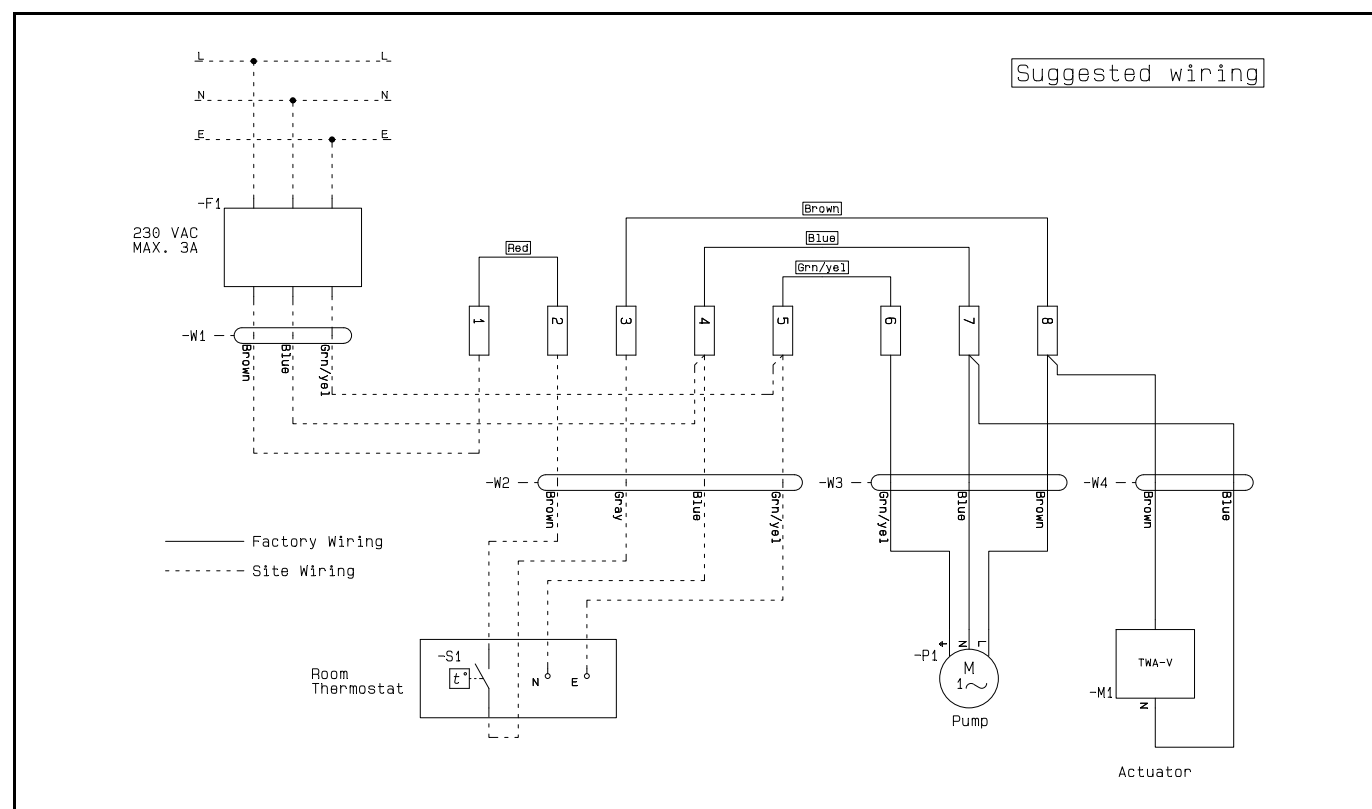 L L
N N
E E
Suggested wiring
-F1
230 VAC
MAX. 3A
Brown
Blue
Grn/yel
Red
1 2 3 4 5 6 7 8
-W1
Brown Blue Grn/yel
-W2
Brown Gray Blue Grn/yel
-W3
Grn/yel Blue Brown
-W4
Brown Blue
Factory Wiring
Site Wiring
Room
Thermostat
-S1
t°
N E
-P1
N L
M
1~
Pump
TWA-V
-M1
N
Actuator